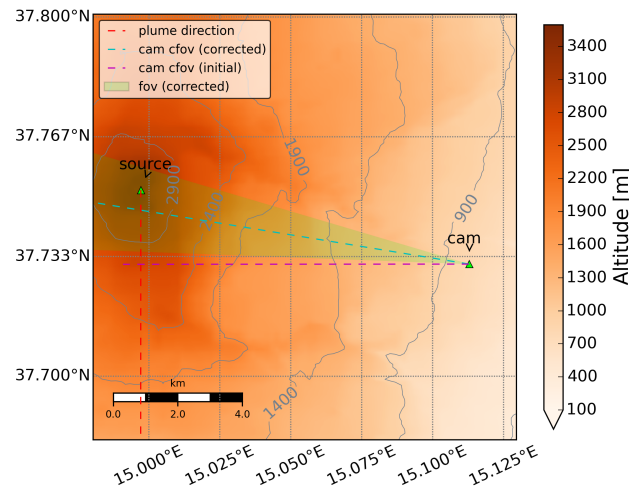 37.800°N
37.767°N
37.733°N
37.700°N
plume direction
cam cfov (corrected)
cam cfov (initial)
fov (corrected)
source
cam
1900
2900
2400
900
1400
km
0.0 2.0 4.0
15.000°E 15.025°E 15.050°E 15.075°E 15.100°E 15.125°E
3400
3100
2800
2500
2200
1900
1600
1300
1000
700
400
100
Altitude [m]